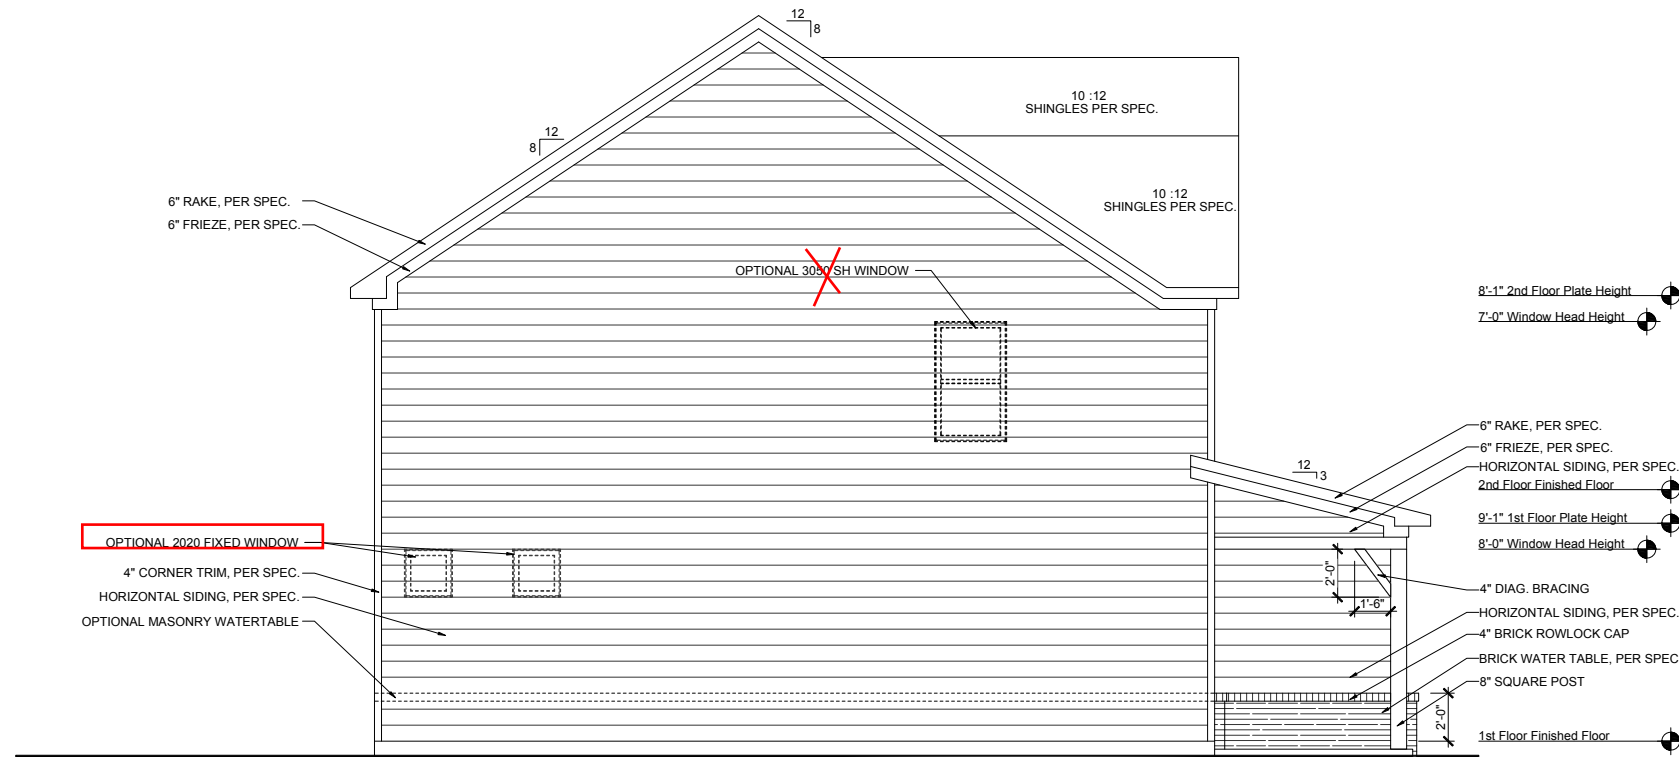 12
8
10 :12
SHINGLES PER SPEC.
12
8
10 :12
SHINGLES PER SPEC.
6" RAKE, PER SPEC.
6" FRIEZE, PER SPEC.
OPTIONAL 3050 SH WINDOW
8'-1" 2nd Floor Plate Height
7'-0" Window Head Height
6" RAKE, PER SPEC.
6" FRIEZE, PER SPEC.
12
3
HORIZONTAL SIDING, PER SPEC.
2nd Floor Finished Floor
9'-1" 1st Floor Plate Height
8'-0" Window Head Height
OPTIONAL 2020 FIXED WINDOW
4" CORNER TRIM, PER SPEC.
HORIZONTAL SIDING, PER SPEC.
OPTIONAL MASONRY WATERTABLE
2'-0"
1'-6"
4" DIAG. BRACING
HORIZONTAL SIDING, PER SPEC.
4" BRICK ROWLOCK CAP
BRICK WATER TABLE, PER SPEC
8" SQUARE POST
2'-0"
1st Floor Finished Floor